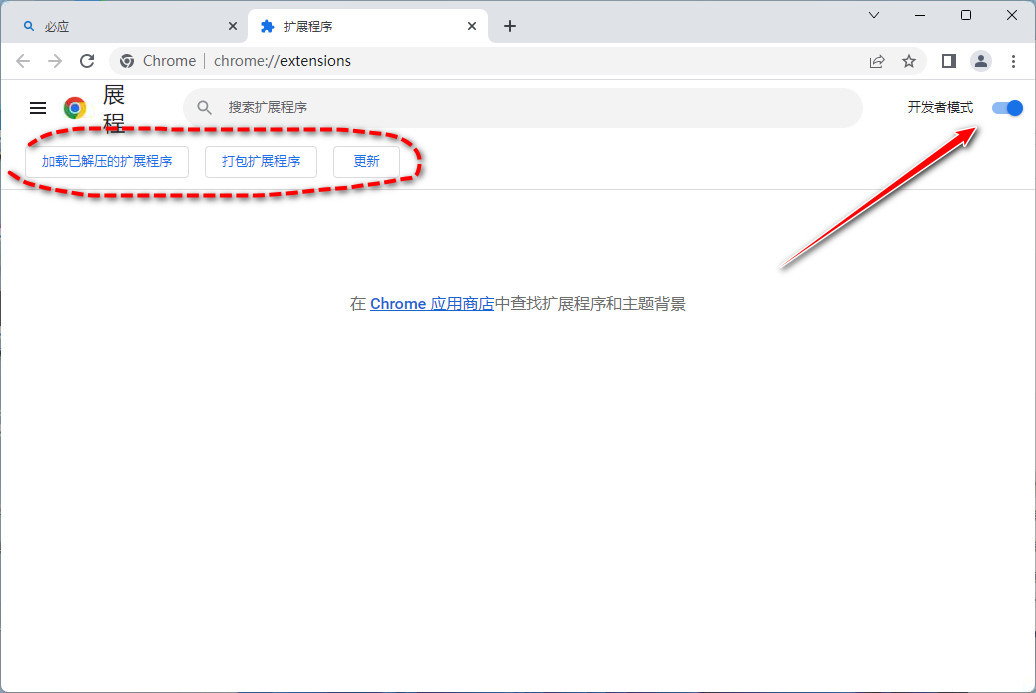 必应
扩展程序
Chrome | chrome://extensions
展
程
搜索扩展程序
开发者模式
加载已解压的扩展程序
打包扩展程序
更新
在 Chrome 应用商店中查找扩展程序和主题背景